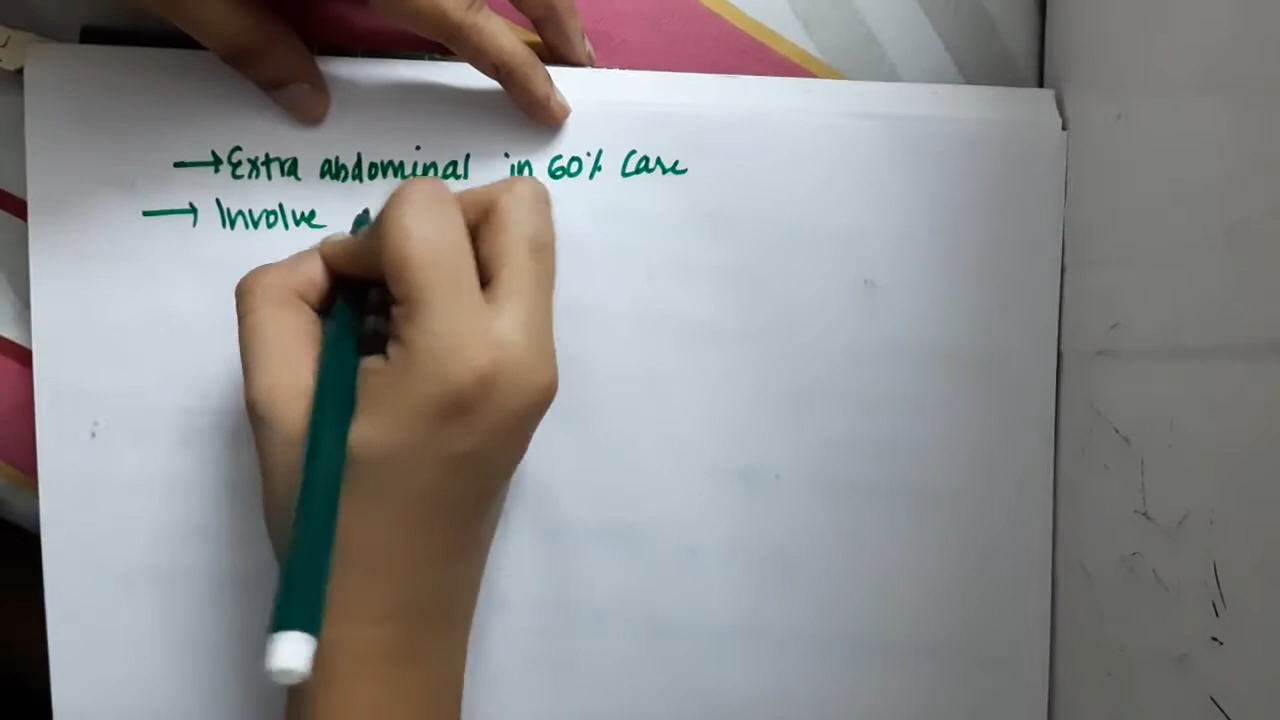 →Extra abdominal in 60% Case
→ Involve